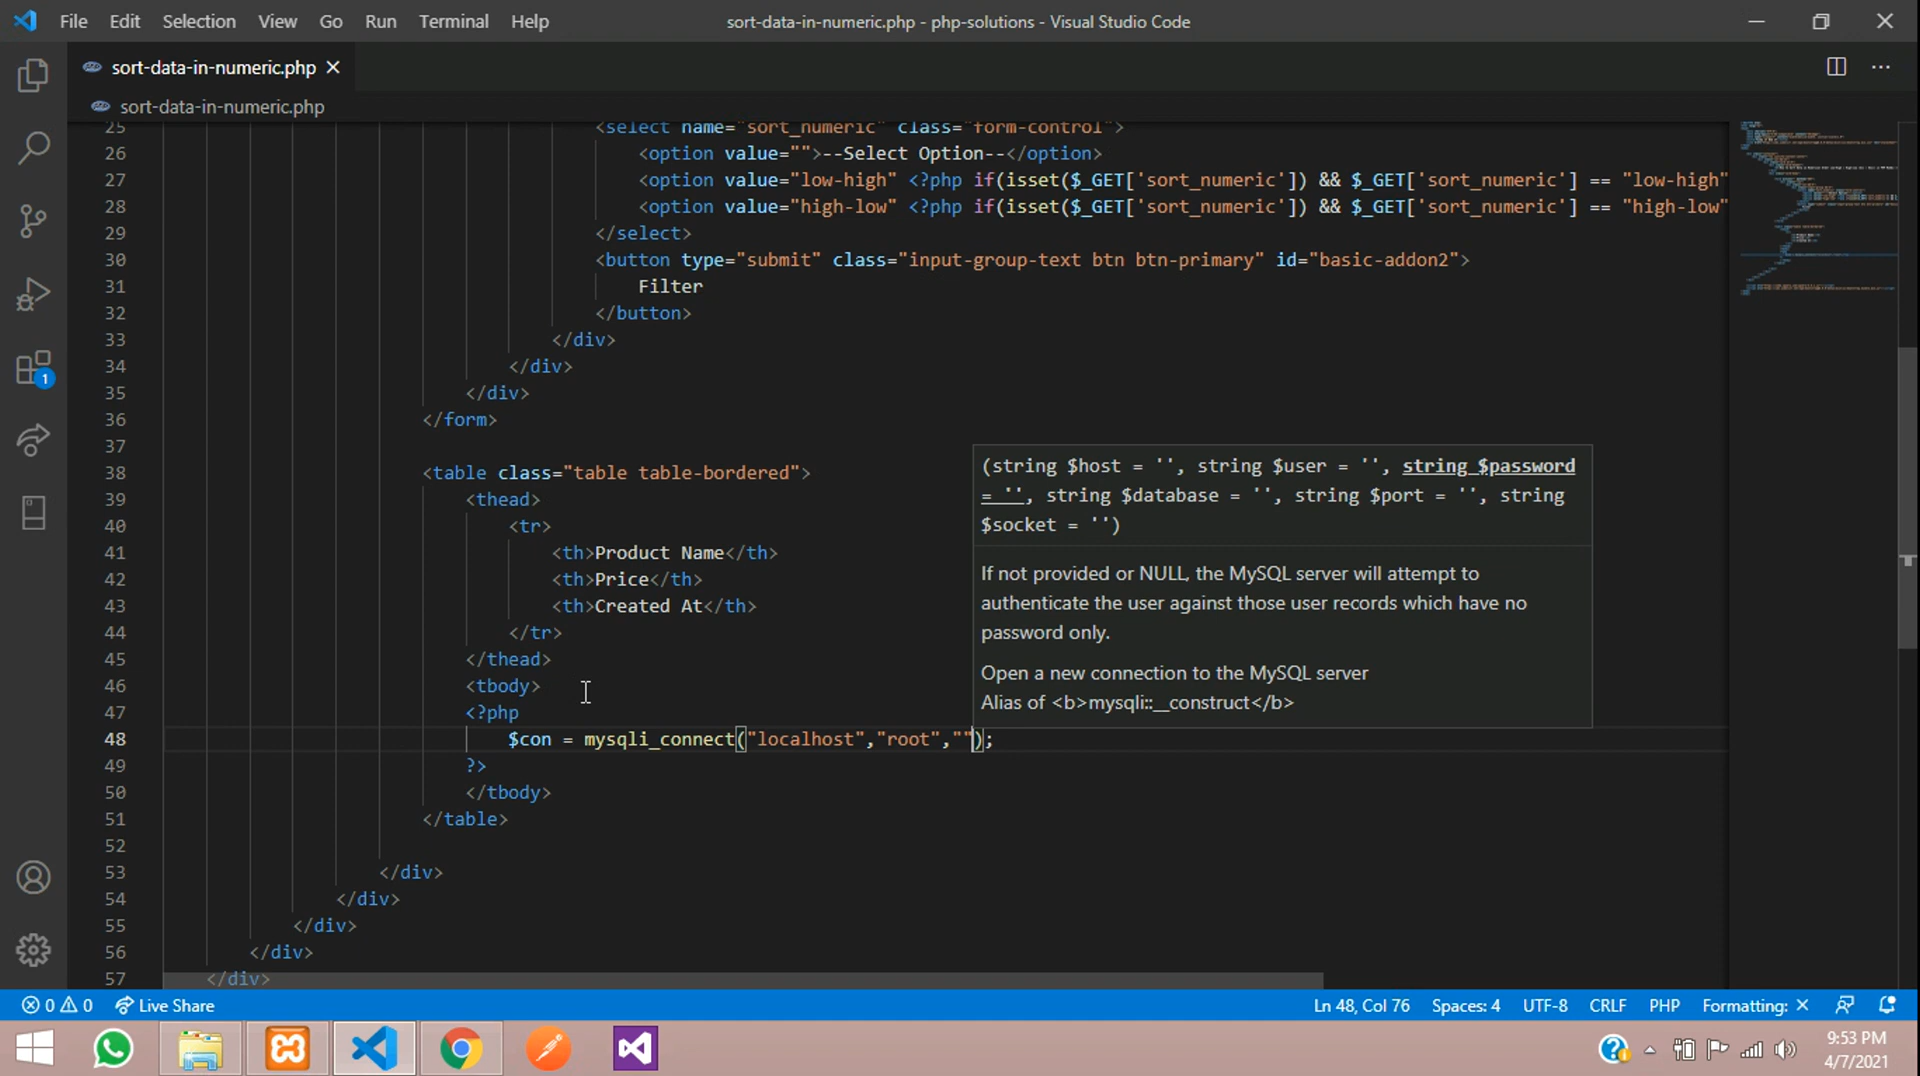 File Edit Selection View Go Run Terminal Help sort-data-in-numeric.php - php-solutions - Visual Studio Code
sort-data-in-numeric.php
sort-data-in-numeric.php
25 <select name="sort_numeric" class="form-control">
26 <option value="">--Select Option--</option>
27 <option value="low-high" <?php if(isset($_GET['sort_numeric']) && $_GET['sort_numeric'] == "low-high"
28 <option value="high-low" <?php if(isset($_GET['sort_numeric']) && $_GET['sort_numeric'] == "high-low"
29 </select>
30 <button type="submit" class="input-group-text btn btn-primary" id="basic-addon2">
31 Filter
32 </button>
33 </div>
34 </div>
35 </div>
36 </form>
37
38 <table class="table table-bordered">
39 <thead>
40 <tr>
41 <th>Product Name</th>
42 <th>Price</th>
43 <th>Created At</th>
44 </tr>
45 </thead>
46 <tbody>
47 <?php
48 $con = mysqli_connect("localhost","root","");
49 ?>
50 </tbody>
51 </table>
52
53 </div>
54 </div>
55 </div>
56 </div>
57 </div>
(string $host = '', string $user = '', string $password
= '', string $database = '', string $port = '', string
$socket = '')
If not provided or NULL, the MySQL server will attempt to
authenticate the user against those user records which have no
password only.
Open a new connection to the MySQL server
Alias of <b>mysqli::__construct</b>
1
0 0 Live Share Ln 48, Col 76 Spaces: 4 UTF-8 CRLF PHP Formatting: ×
9:53 PM
4/7/2021